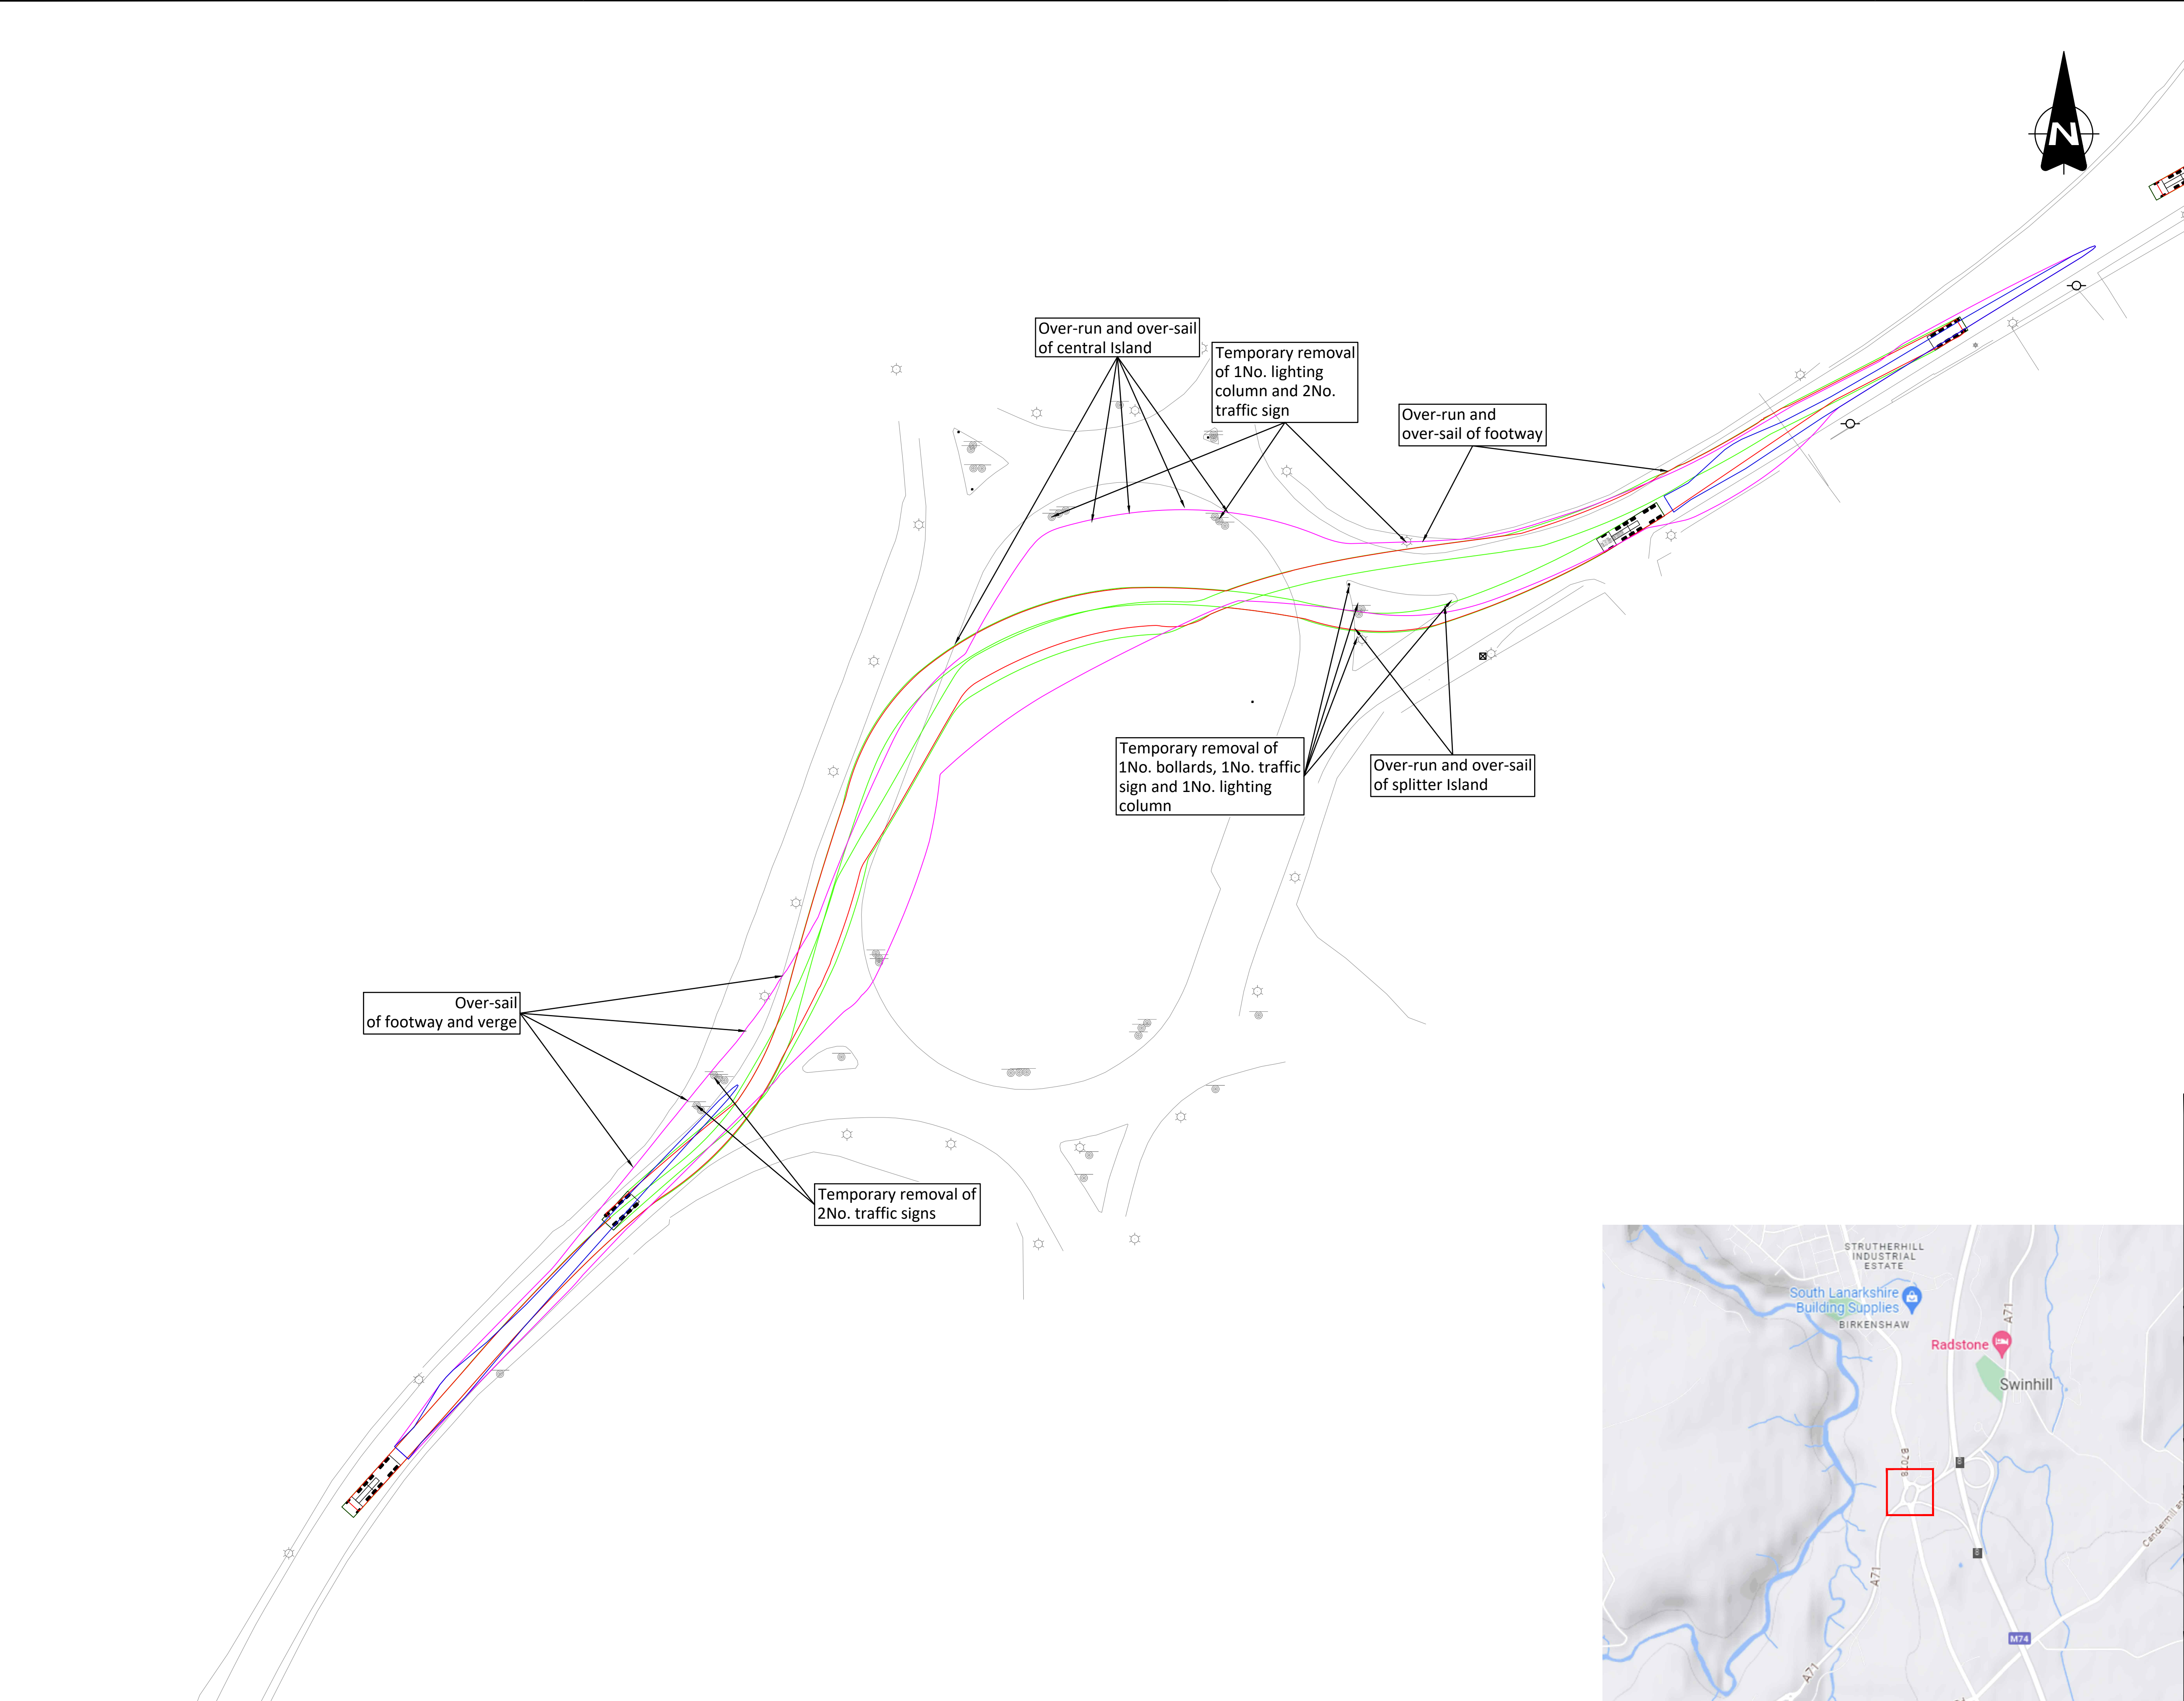 N
Over-run and over-sail
of central Island
Temporary removal
of 1No. lighting
column and 2No.
traffic sign
Over-run and
over-sail of footway
Temporary removal of
1No. bollards, 1No. traffic
sign and 1No. lighting
column
Over-run and over-sail
of splitter Island
Over-sail
of footway and verge
Temporary removal of
2No. traffic signs
STRUTHERHILL
INDUSTRIAL
ESTATE
South Lanarkshire
Building Supplies
BIRKENSHAW
A71
Radstone
Swinhill
B7078
A71
M74
A71